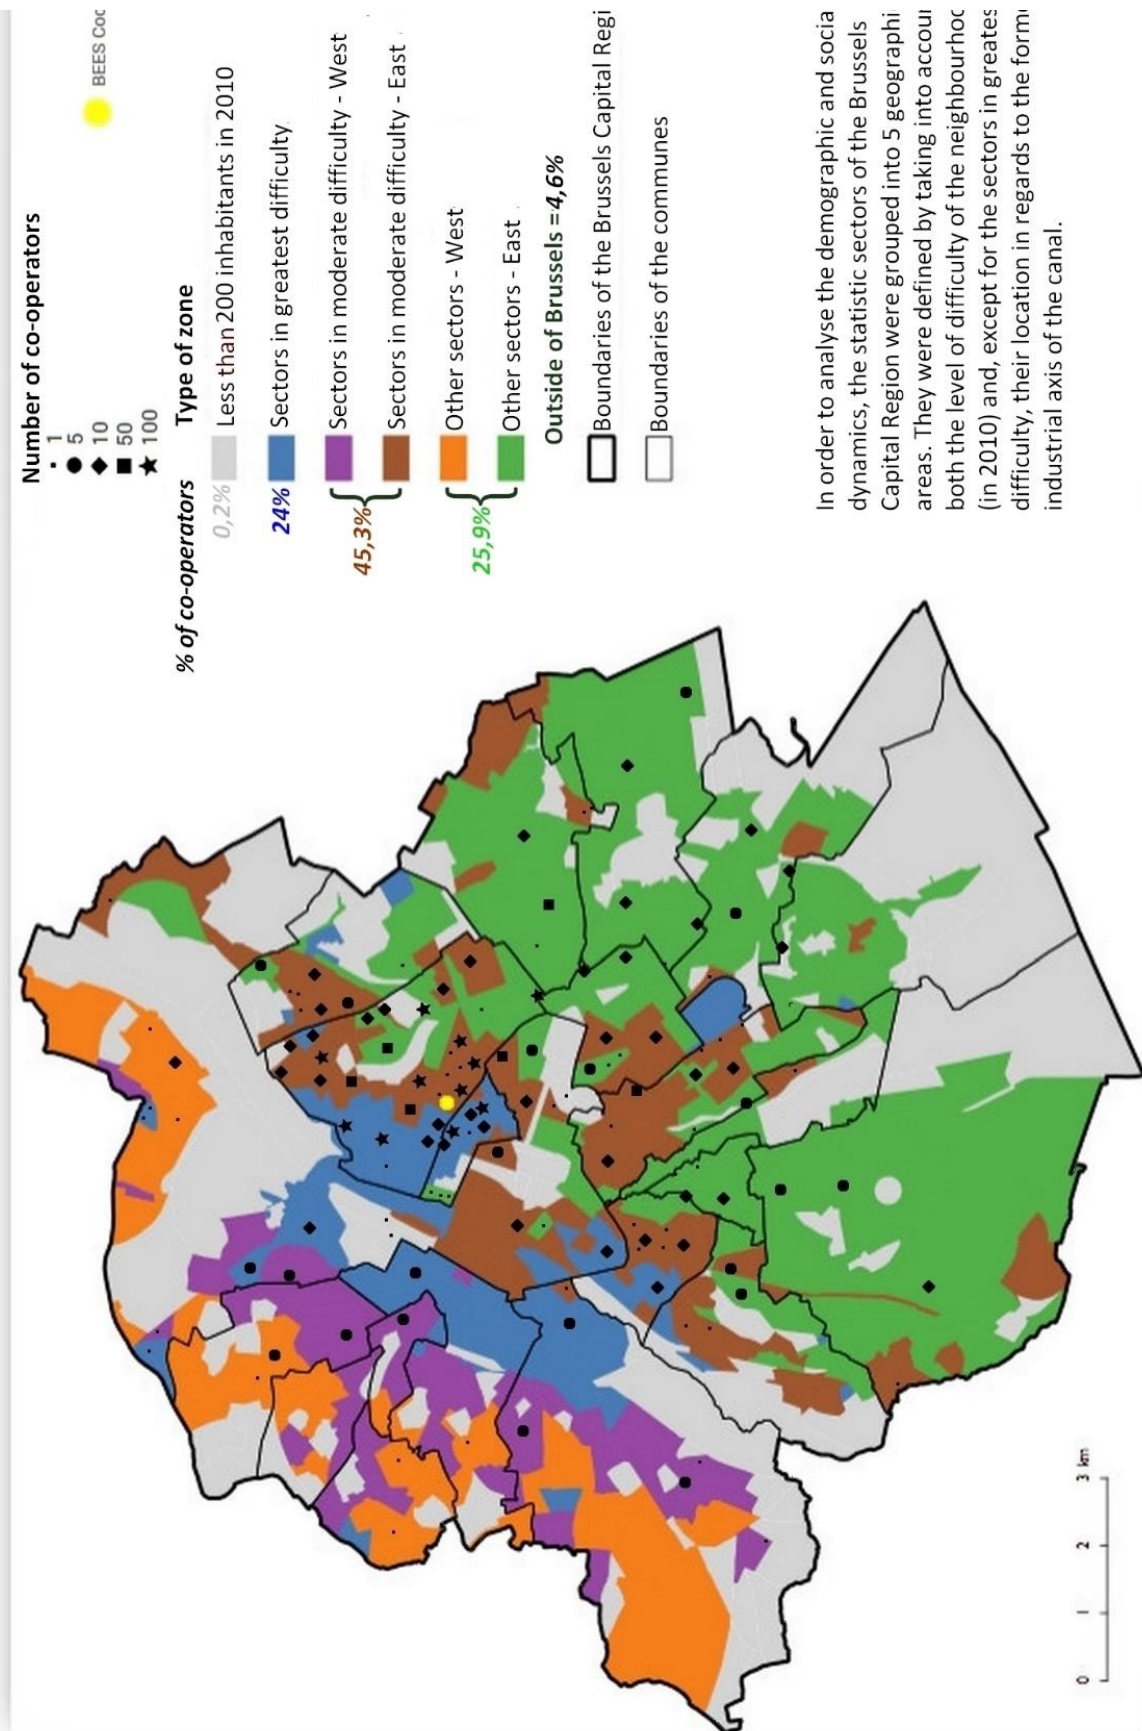 Number of co-operators
1
5
10
50
100
BEES
% of co-operators
Type of zone
0,2%
Less than 200 inhabitants in 2010
24%
Sectors in greatest difficulty
45,3%
Sectors in moderate difficulty - West
Sectors in moderate difficulty - East
25,9%
Other sectors - West
Other sectors - East
Outside of Brussels =4,6%
Boundaries of the Brussels Capital
Boundaries of the communes
In order to analyse the demographic and socia
dynamics, the statistic sectors of the Brussels
Capital Region were grouped into 5 geographi
areas. They were defined by taking into accou
both the level of difficulty of the neighbourhoo
(in 2010) and, except for the sectors in greates
difficulty, their location in regards to the form
industrial axis of the canal.
0 1 2 3 km